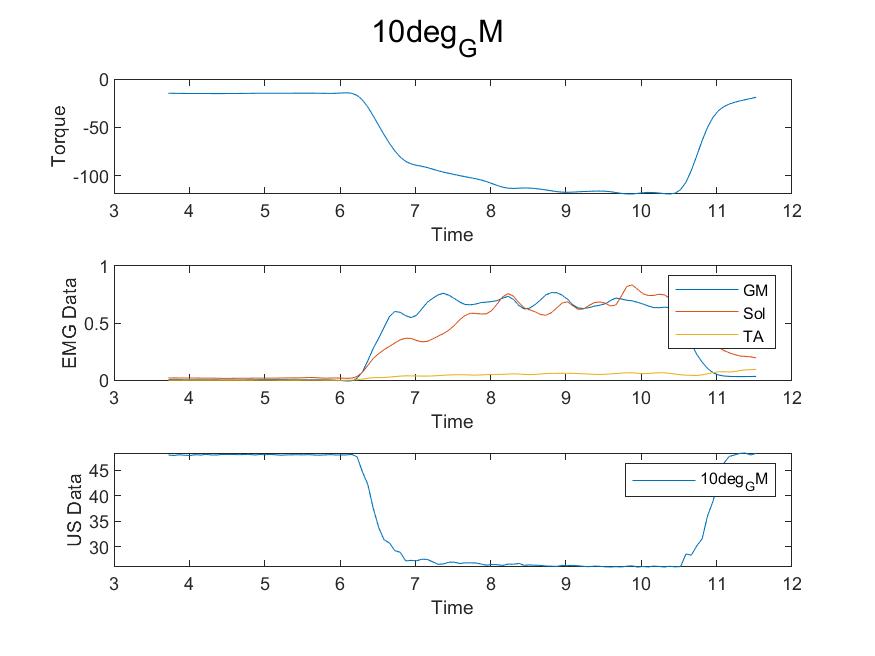 10deg_GM
0
-50
-100
Torque
3 4 5 6 7 8 9 10 11 12
Time
1
0.5
0
EMG Data
GM
Sol
TA
3 4 5 6 7 8 9 10 11 12
Time
45
40
35
30
US Data
10deg_GM
3 4 5 6 7 8 9 10 11 12
Time